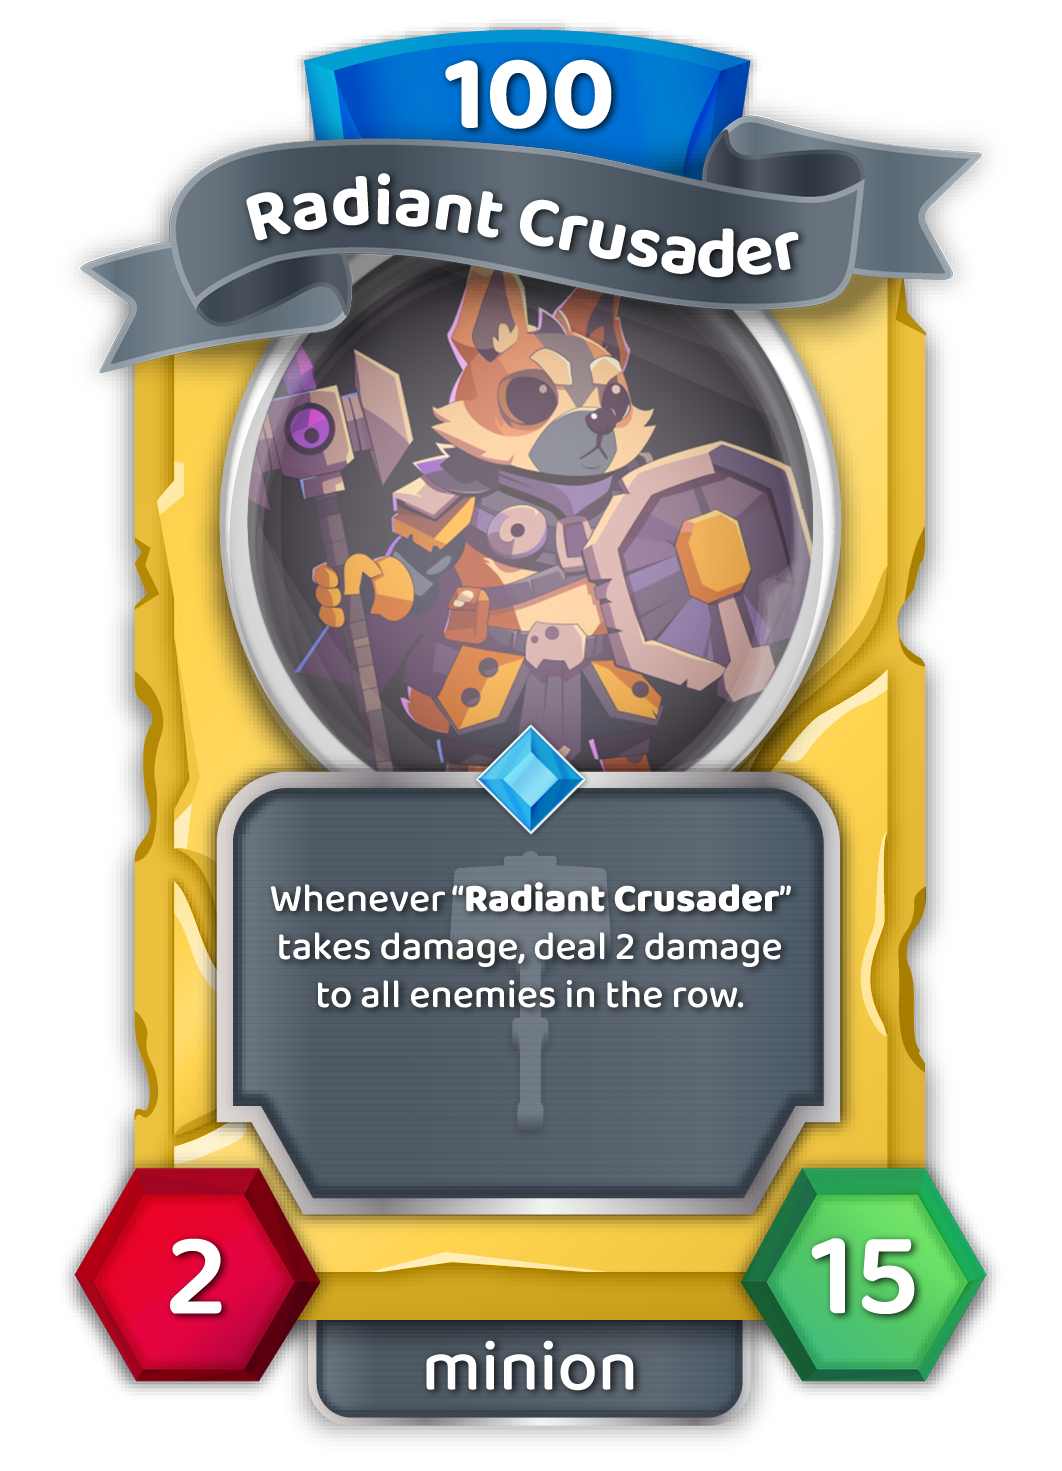 100
Radiant Crusader
Whenever “Radiant Crusader”
takes damage, deal 2 damage
to all enemies in the row.
2
15
minion